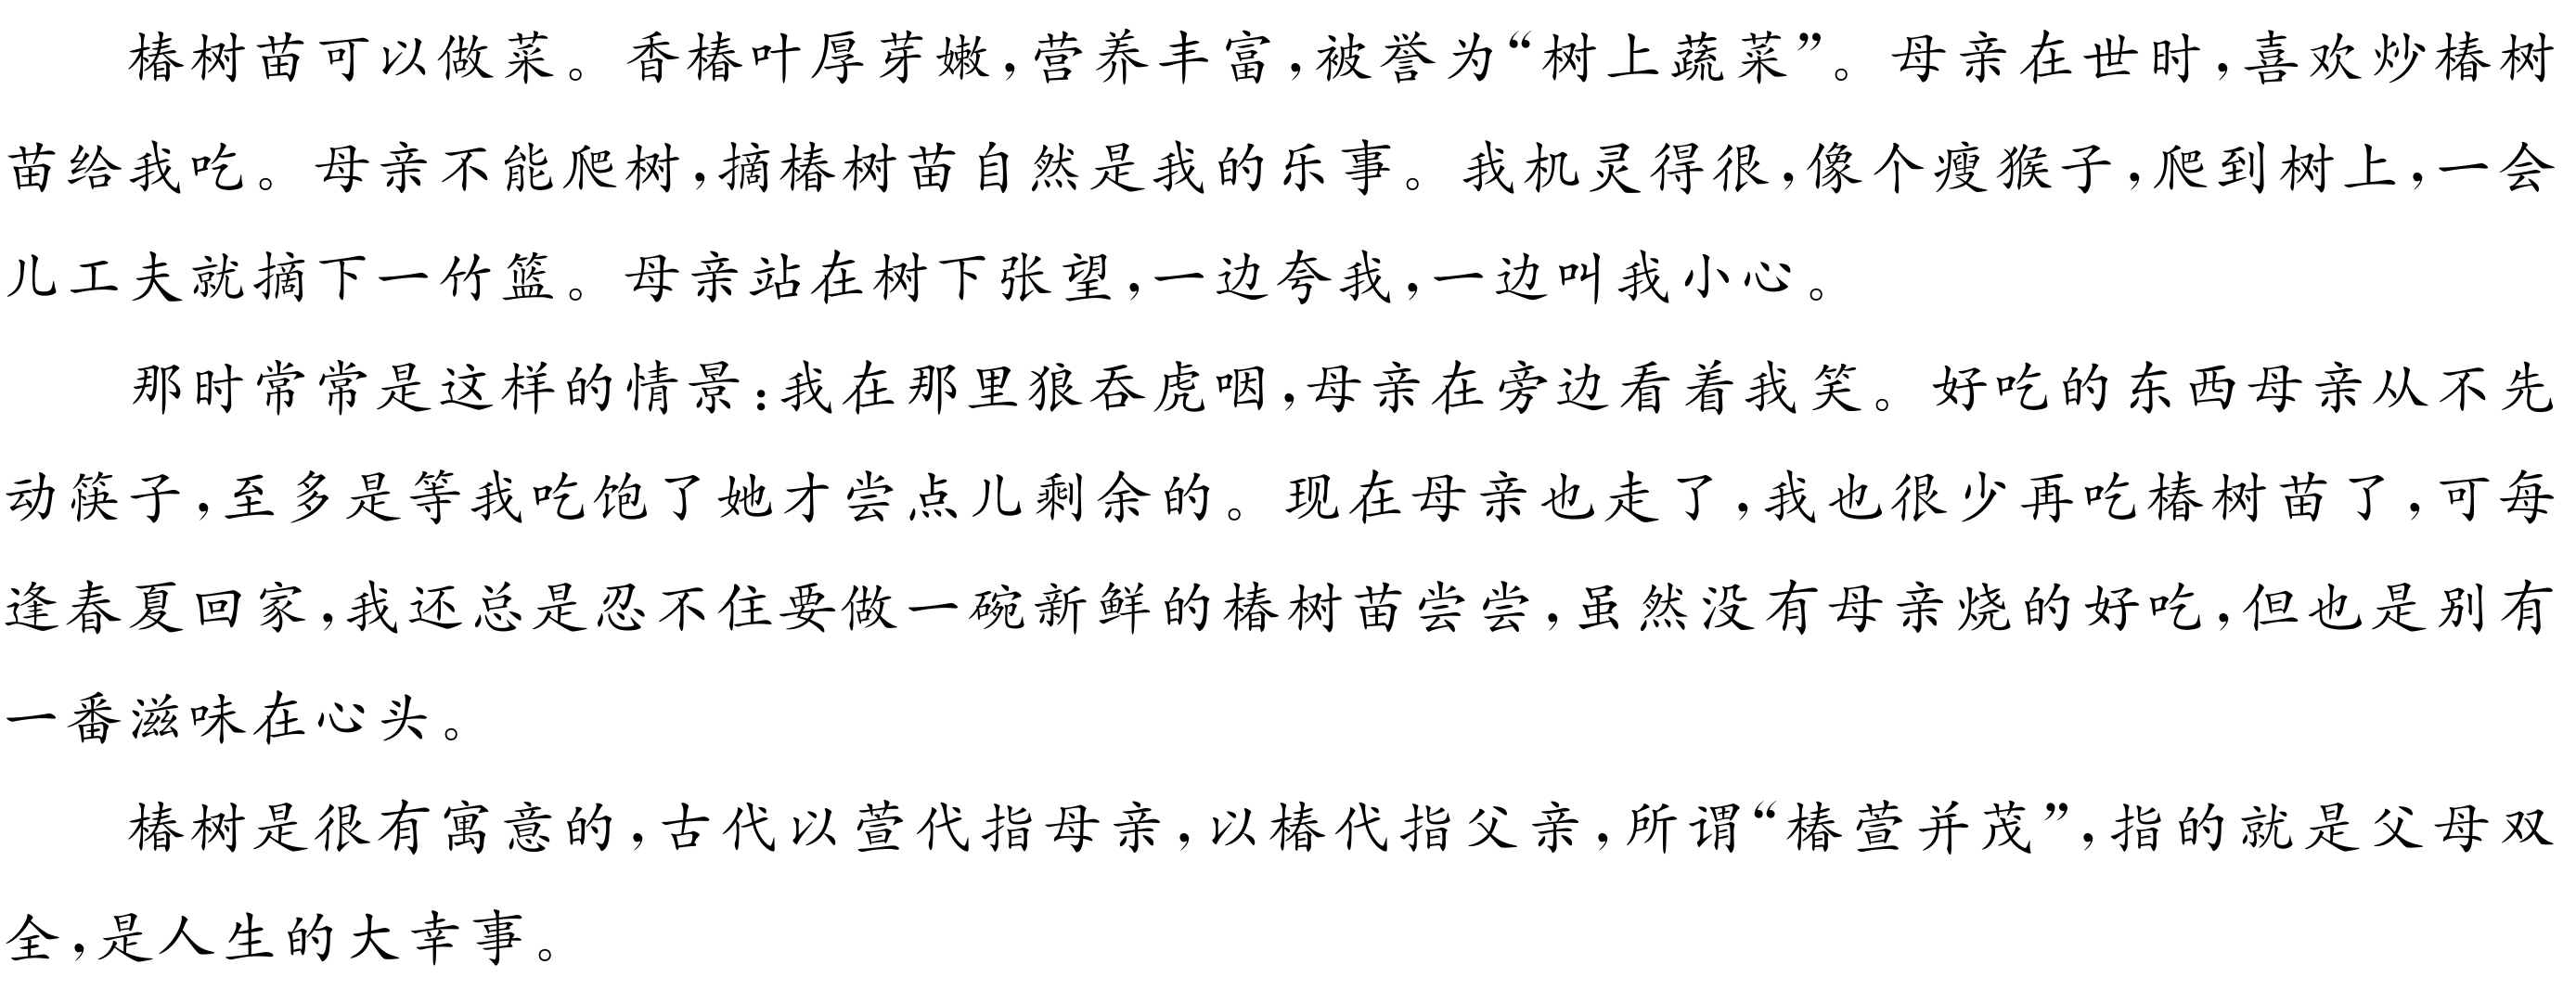 椿树苗可以做菜。香椿叶厚芽嫩,营养丰富,被誉为“树上蔬菜”。母亲在世时,喜欢炒椿树
苗给我吃。母亲不能爬树,摘椿树苗自然是我的乐事。我机灵得很,像个瘦猴子,爬到树上,一会
儿工夫就摘下一竹篮。母亲站在树下张望,一边夸我,一边叫我小心。
那时常常是这样的情景:我在那里狼吞虎咽,母亲在旁边看着我笑。好吃的东西母亲从不先
动筷子,至多是等我吃饱了她才尝点儿剩余的。现在母亲也走了,我也很少再吃椿树苗了,可每
逢春夏回家,我还总是忍不住要做一碗新鲜的椿树苗尝尝,虽然没有母亲烧的好吃,但也是别有
一番滋味在心头。
椿树是很有寓意的,古代以萱代指母亲,以椿代指父亲,所谓“椿萱并茂”,指的就是父母双
全,是人生的大幸事。